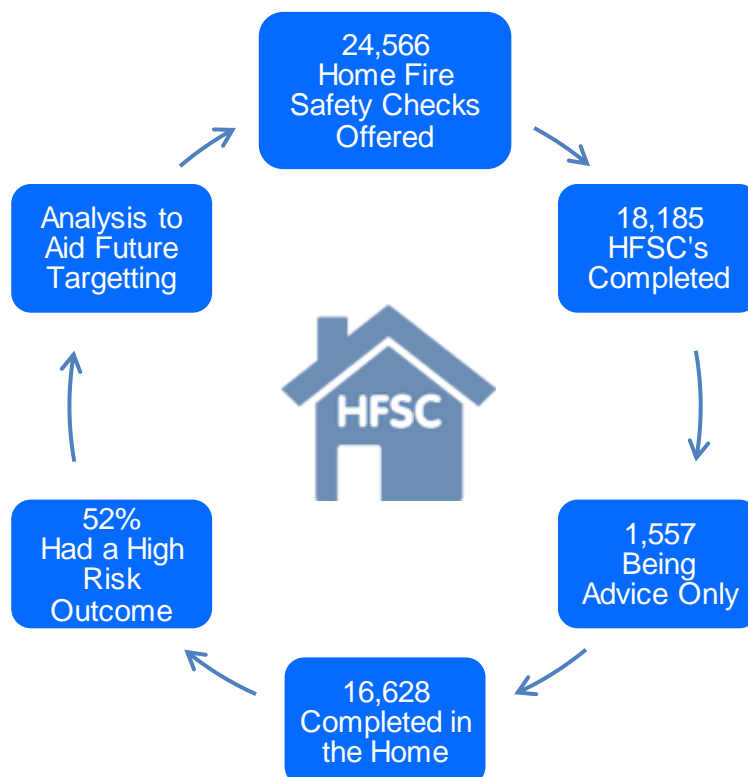 24,566
Home Fire
Safety Checks
Offered
18,185
HFSC's
Completed
1,557
Being
Advice Only
16,628
Completed in
the Home
52%
Had a High
Risk
Outcome
Analysis to
Aid Future
Targetting
HFSC